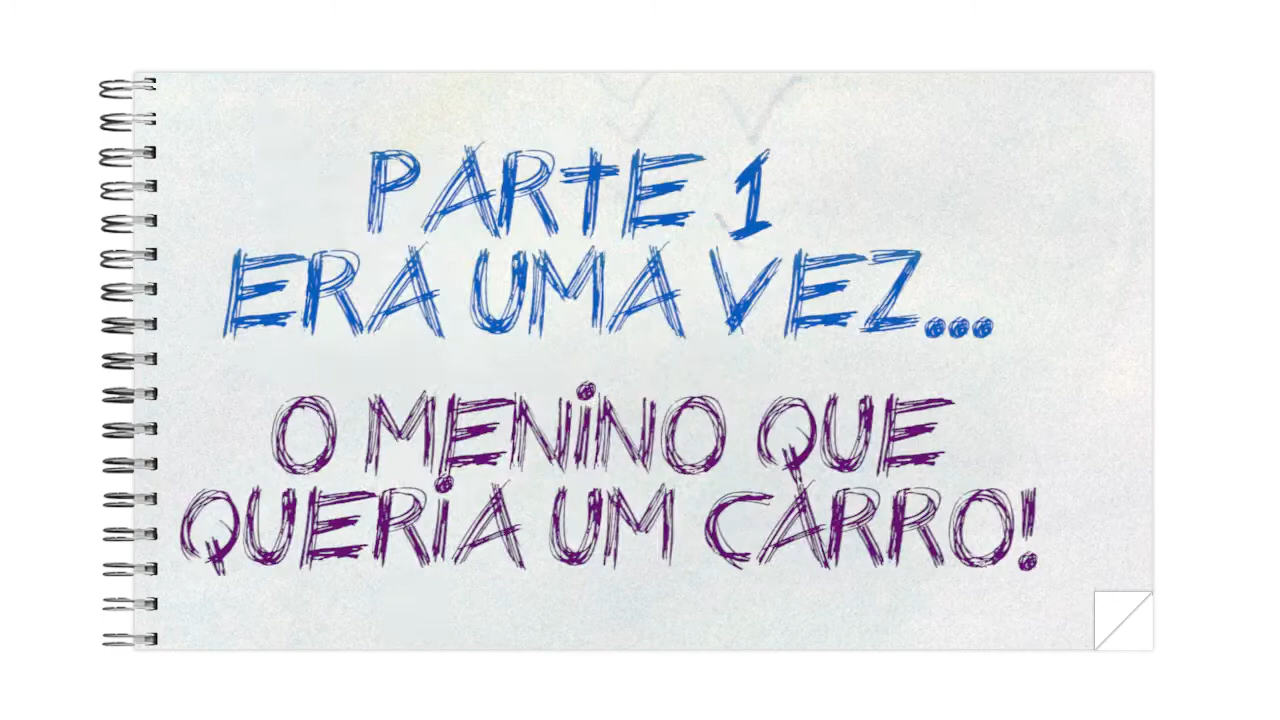 PARTE 1
ERA UMA VEZ...
O MENINO QUE
QUERIA UM CARRO!